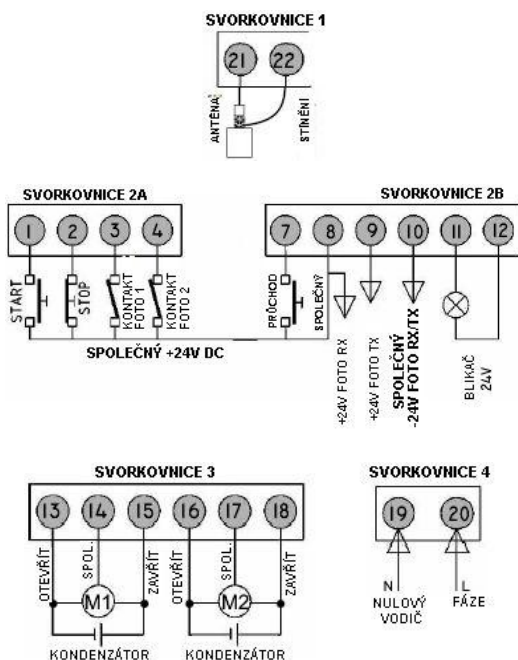 SVORKOVNICE 1
21 22
ANTÉNA
STÍNĚNÍ
SVORKOVNICE 2A
1 2 3 4
START
STOP
KONTAKT
FOTO 1
KONTAKT
FOTO 2
SPOLEČNÝ +24V DC
SVORKOVNICE 2B
7 8 9 10 11 12
PRŮCHOD
SPOLEČNÝ
+24V FOTO RX
+24V FOTO TX
SPOLEČNÝ
-24V FOTO RX/TX
BLIKAČ
24V
SVORKOVNICE 3
13 14 15 16 17 18
OTEVŘÍT
SPOL.
ZAVŘÍT
OTEVŘÍT
SPOL.
ZAVŘÍT
M1
M2
KONDENZÁTOR
KONDENZÁTOR
SVORKOVNICE 4
19 20
N
L
NULOVÝ
VODIČ
FÁZE